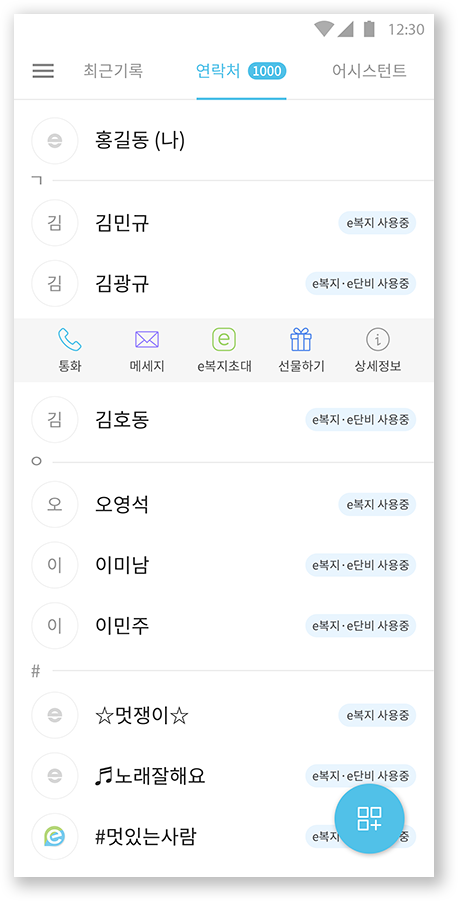 12:30
최근기록 연락처 1000 어시스턴트
홍길동 (나)
ㄱ
김 김민규 e복지 사용중
김 김광규 e복지·e단비 사용중
통화 메세지 e복지초대 선물하기 상세정보
김 김호동 e복지·e단비 사용중
ㅇ
오 오영석 e복지 사용중
이 이미남 e복지·e단비 사용중
이 이민주 e복지·e단비 사용중
#
☆멋쟁이☆ e복지 사용중
♬노래잘해요 e복지·e단비 사용중
#멋있는사람 e복지 중